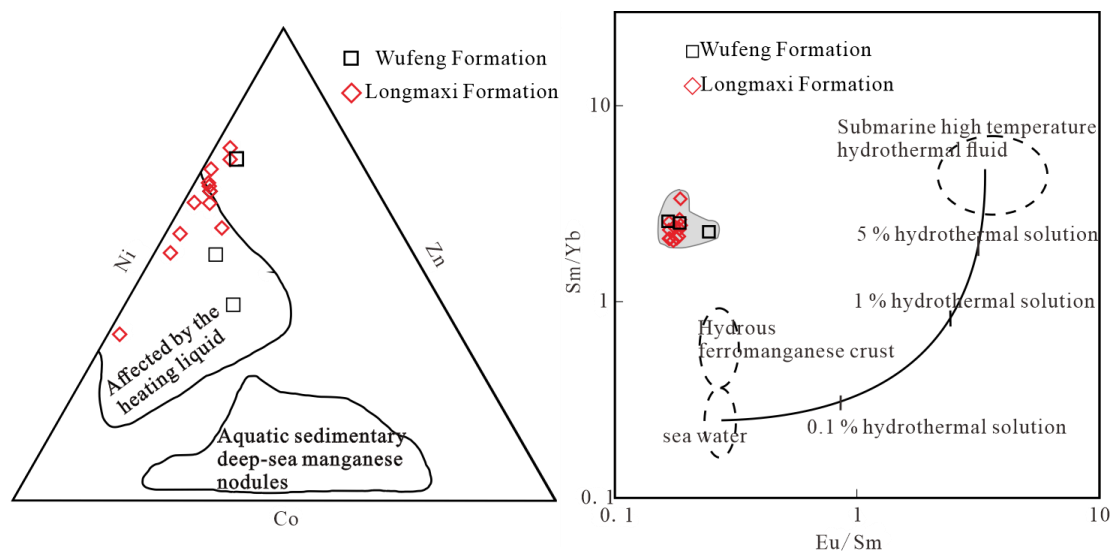 Wufeng Formation
Longmaxi Formation
Ni
Zn
Affected by the
heating liquid
Aquatic sedimentary
deep-sea manganese
nodules
Co
Wufeng Formation
Longmaxi Formation
10
Submarine high temperature
hydrothermal fluid
Sm/Yb
5 % hydrothermal solution
1
1 % hydrothermal solution
Hydrous
ferromanganese crust
0.1 % hydrothermal solution
sea water
0.1
0.1
1
10
Eu/Sm